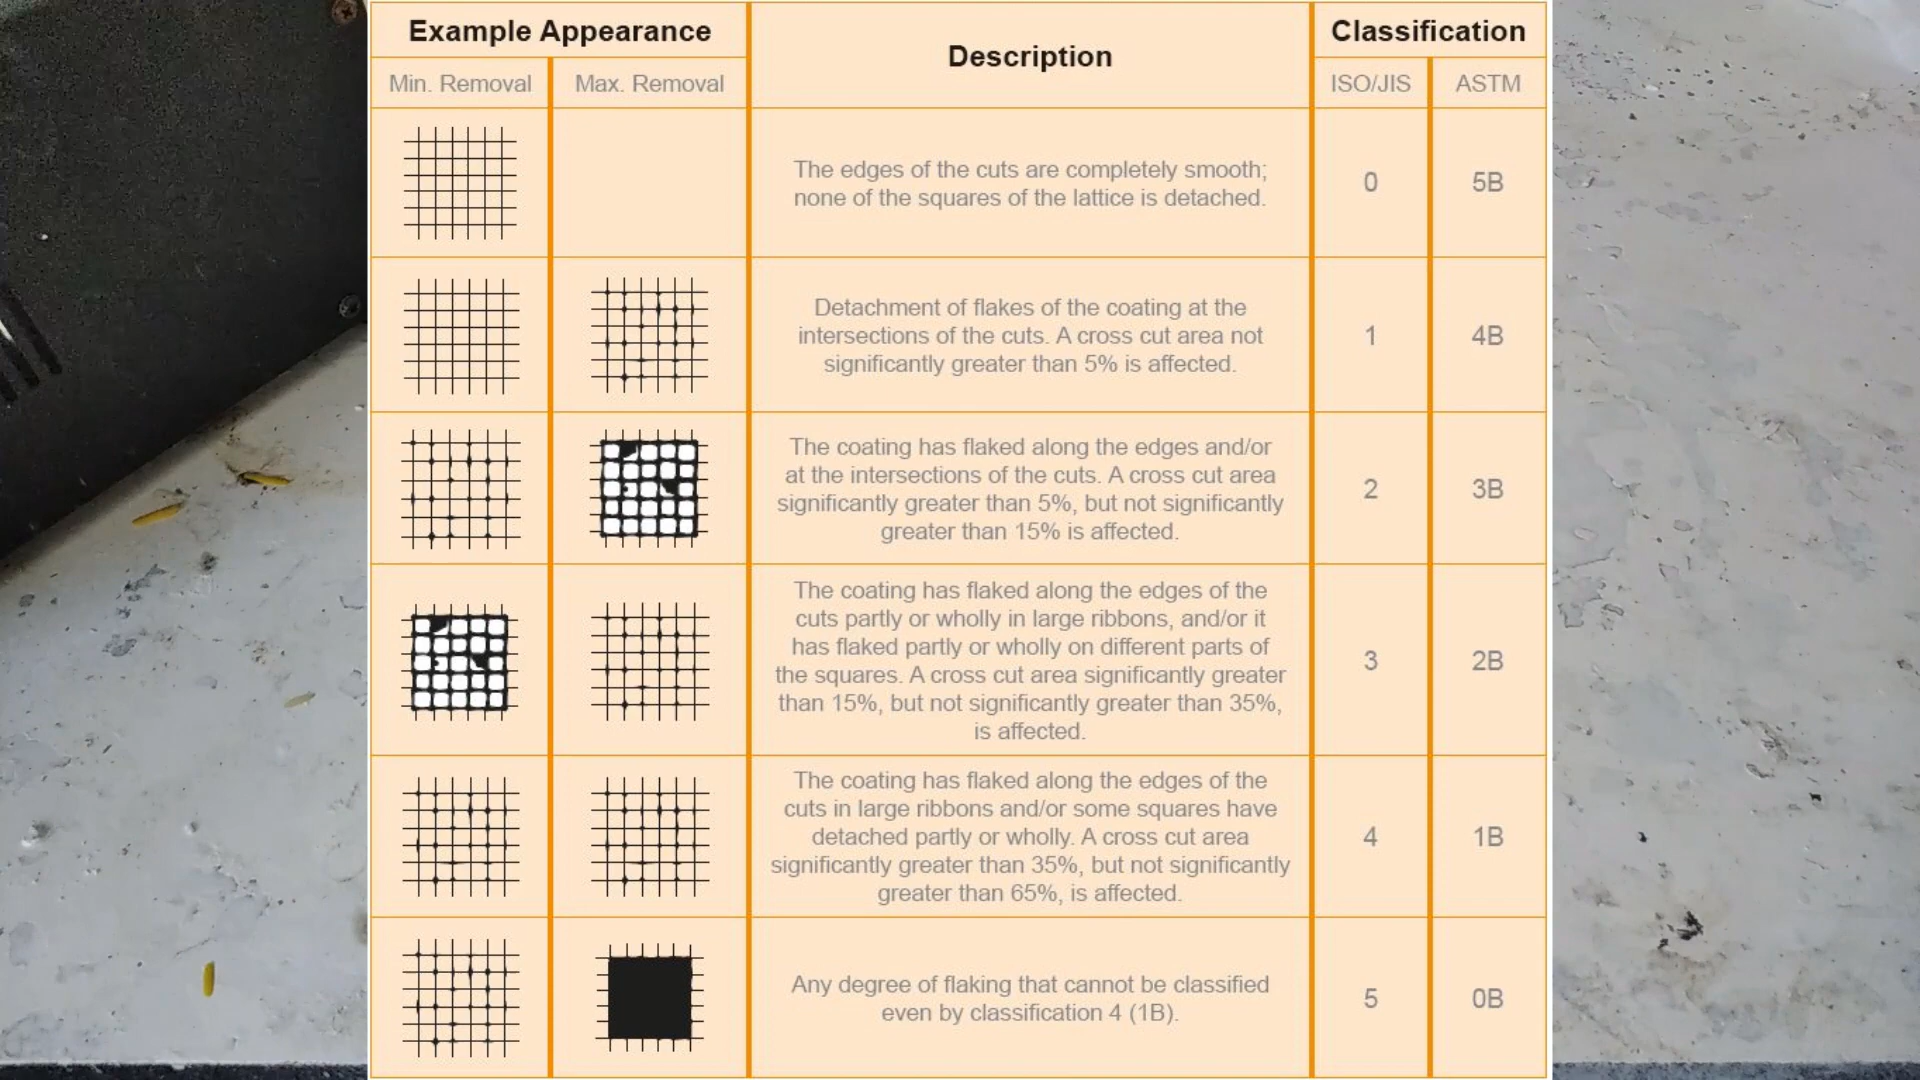 Example Appearance
Description
Classification
Min. Removal
Max. Removal
ISO/JIS
ASTM
The edges of the cuts are completely smooth;
none of the squares of the lattice is detached.
0
5B
Detachment of flakes of the coating at the
intersections of the cuts. A cross cut area not
significantly greater than 5% is affected.
1
4B
The coating has flaked along the edges and/or
at the intersections of the cuts. A cross cut area
significantly greater than 5%, but not significantly
greater than 15% is affected.
2
3B
The coating has flaked along the edges of the
cuts partly or wholly in large ribbons, and/or it
has flaked partly or wholly on different parts of
the squares. A cross cut area significantly greater
than 15%, but not significantly greater than 35%,
is affected.
3
2B
The coating has flaked along the edges of the
cuts in large ribbons and/or some squares have
detached partly or wholly. A cross cut area
significantly greater than 35%, but not significantly
greater than 65%, is affected.
4
1B
Any degree of flaking that cannot be classified
even by classification 4 (1B).
5
0B